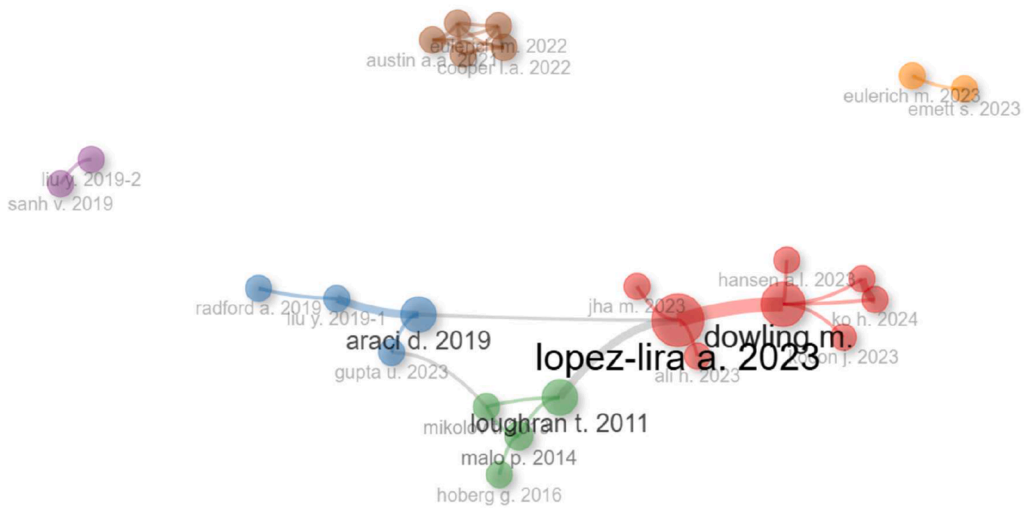 eulerich m. 2022
austin a.a. 2021
cooper l.a. 2022
eulerich m. 2023
emett s. 2023
liu y. 2019-2
sanh v. 2019
hansen a.l. 2023
radford a. 2019
jha m. 2023
liu y. 2019-1
ko h. 2024
araci d. 2019
dowling m.
lopez-lira a. 2023
j. 2023
gupta u. 2023
ali h. 2023
mikolov
loughran t. 2011
malo p. 2014
hoberg g. 2016